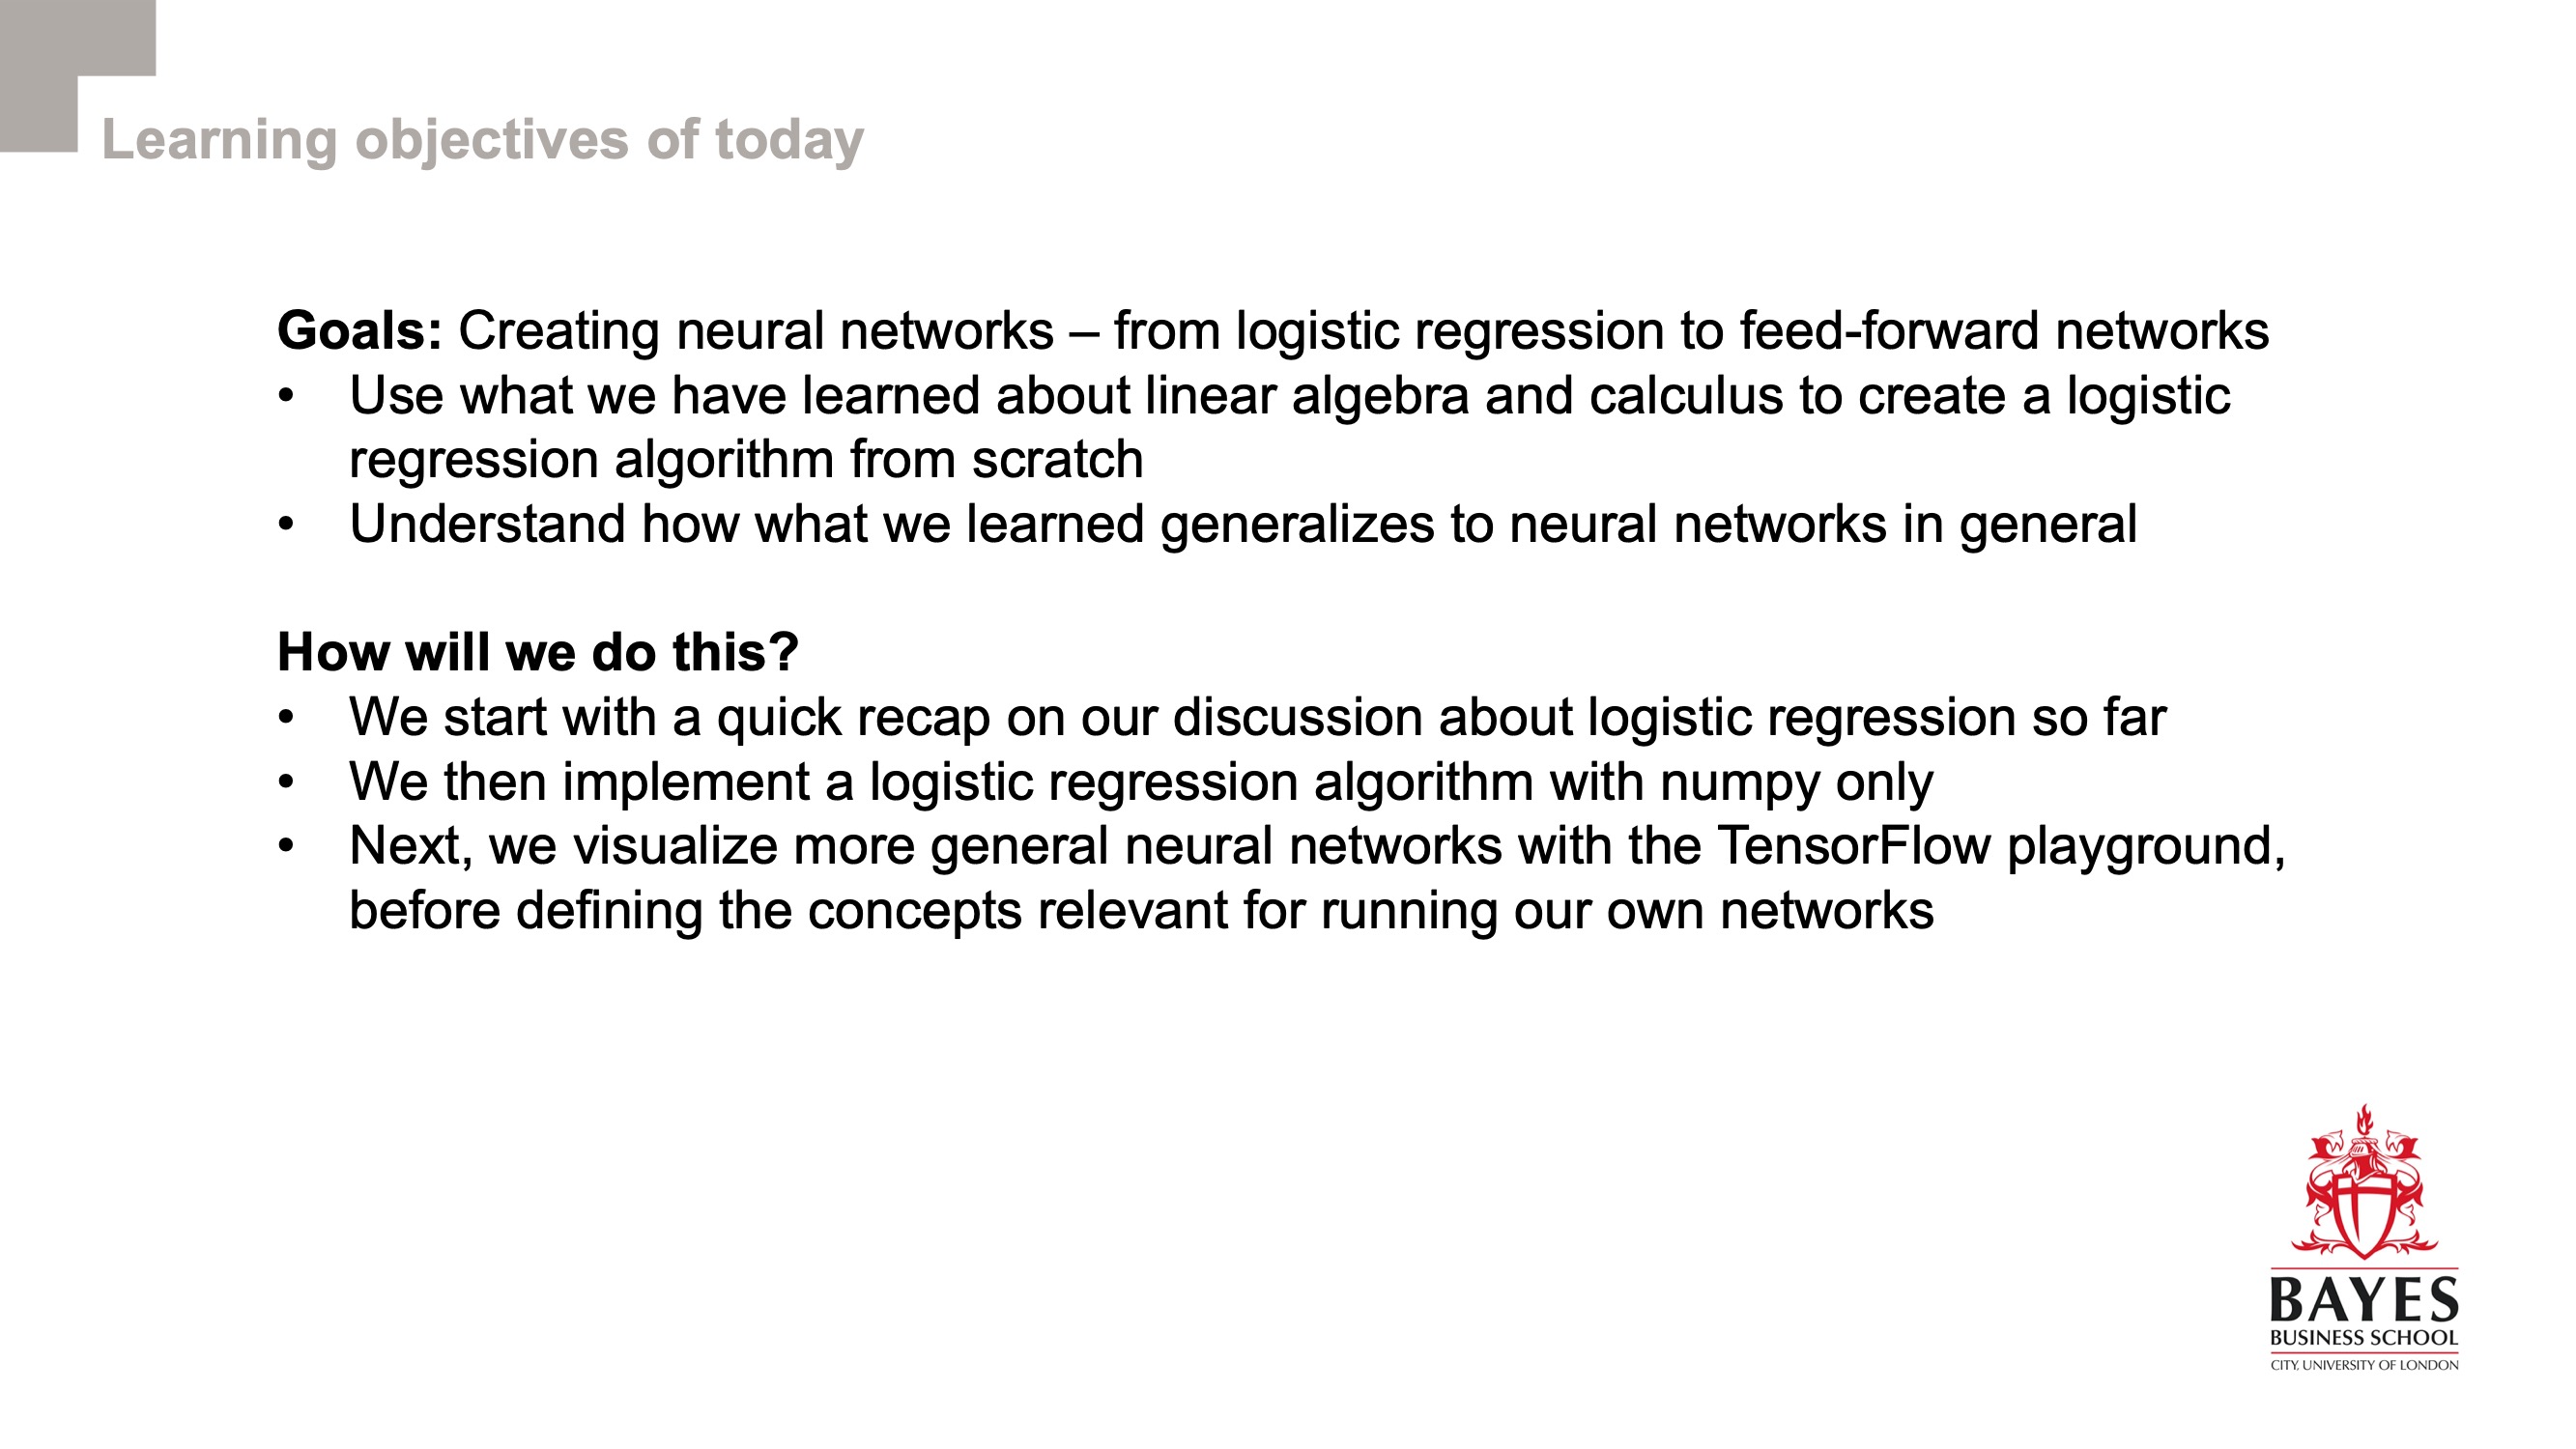 Learning objectives of today
Goals: Creating neural networks – from logistic regression to feed-forward networks
• Use what we have learned about linear algebra and calculus to create a logistic
regression algorithm from scratch
• Understand how what we learned generalizes to neural networks in general
How will we do this?
• We start with a quick recap on our discussion about logistic regression so far
• We then implement a logistic regression algorithm with numpy only
• Next, we visualize more general neural networks with the TensorFlow playground,
before defining the concepts relevant for running our own networks
BAYES
BUSINESS SCHOOL
CITY, UNIVERSITY OF LONDON